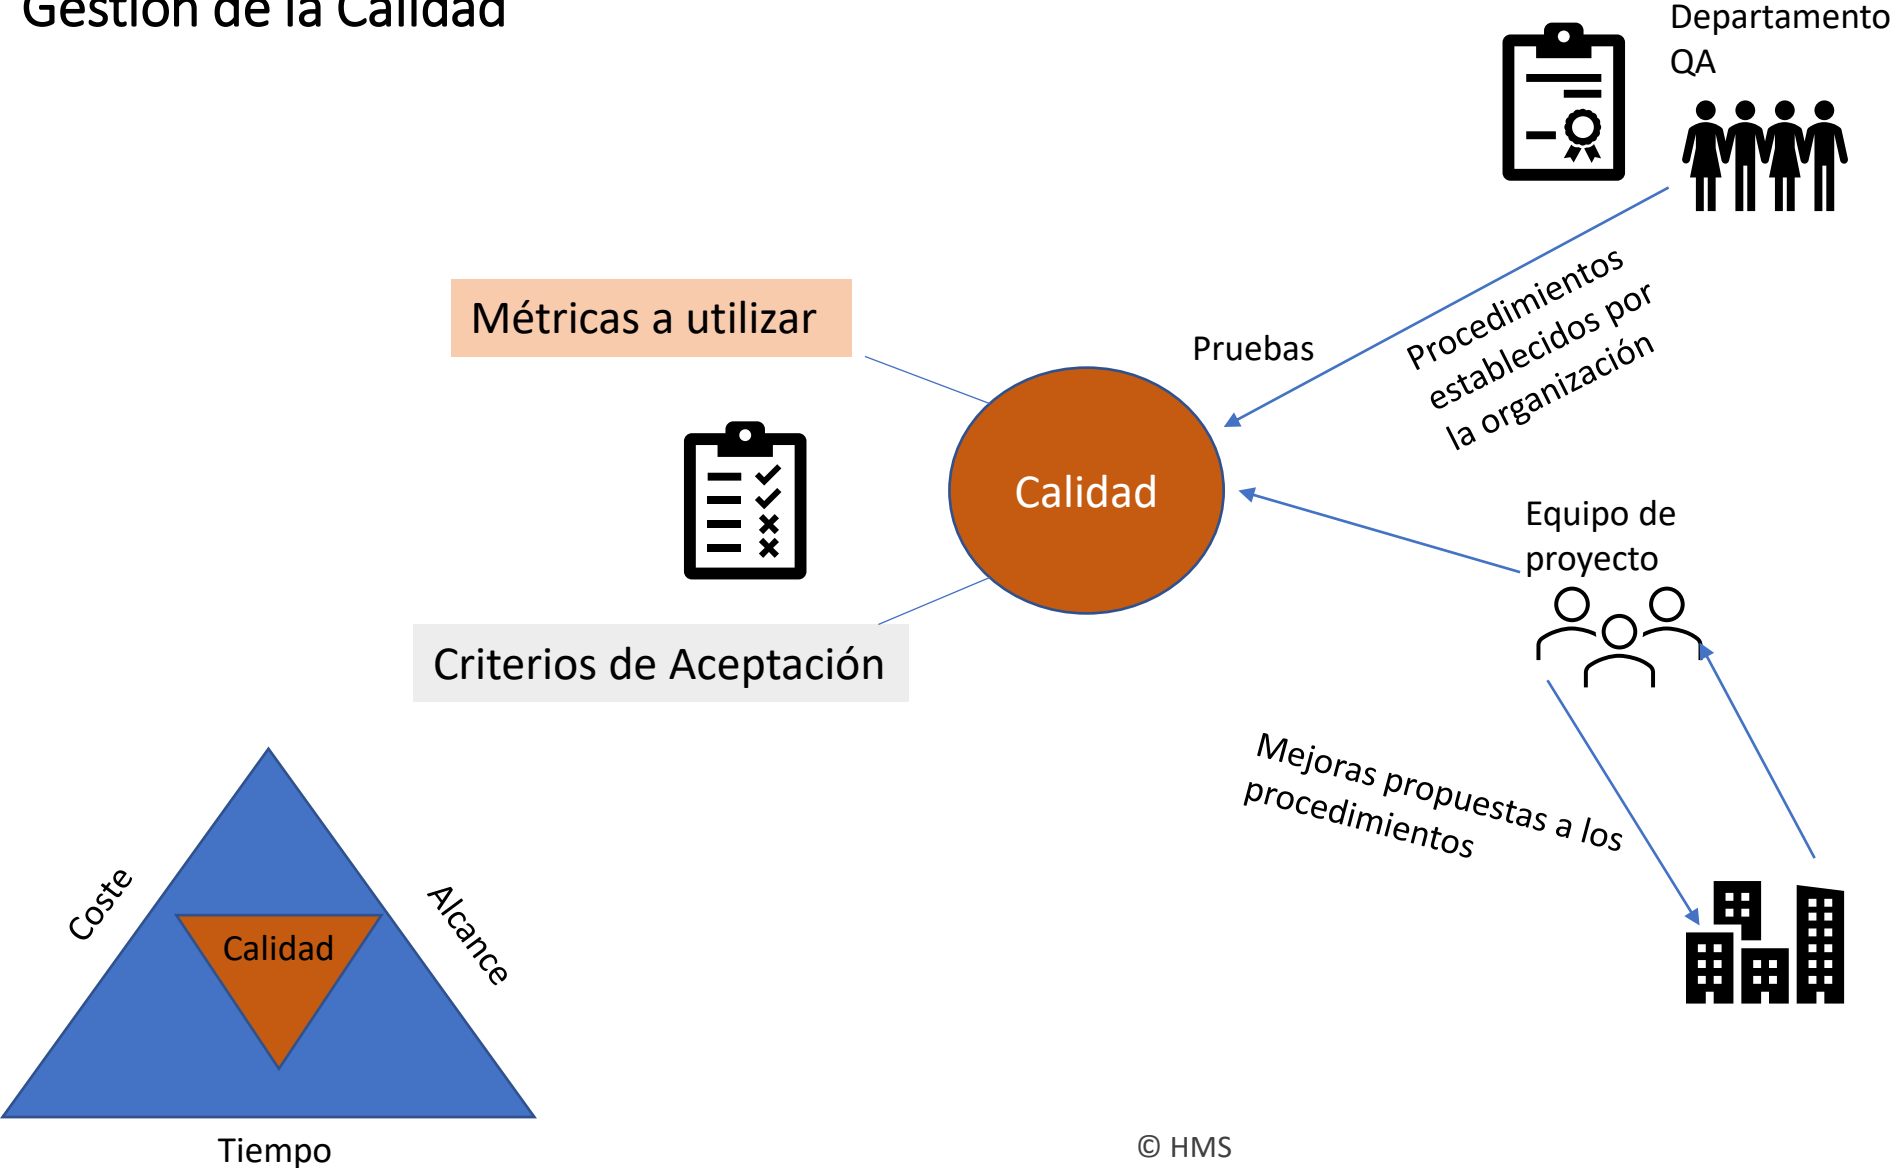 Gestión de la Calidad
Departamento
QA
Métricas a utilizar
Pruebas
Procedimientos
establecidos por
la organización
Calidad
Equipo de
proyecto
Criterios de Aceptación
Mejoras propuestas a los
procedimientos
Coste
Alcance
Calidad
Tiempo
© HMS